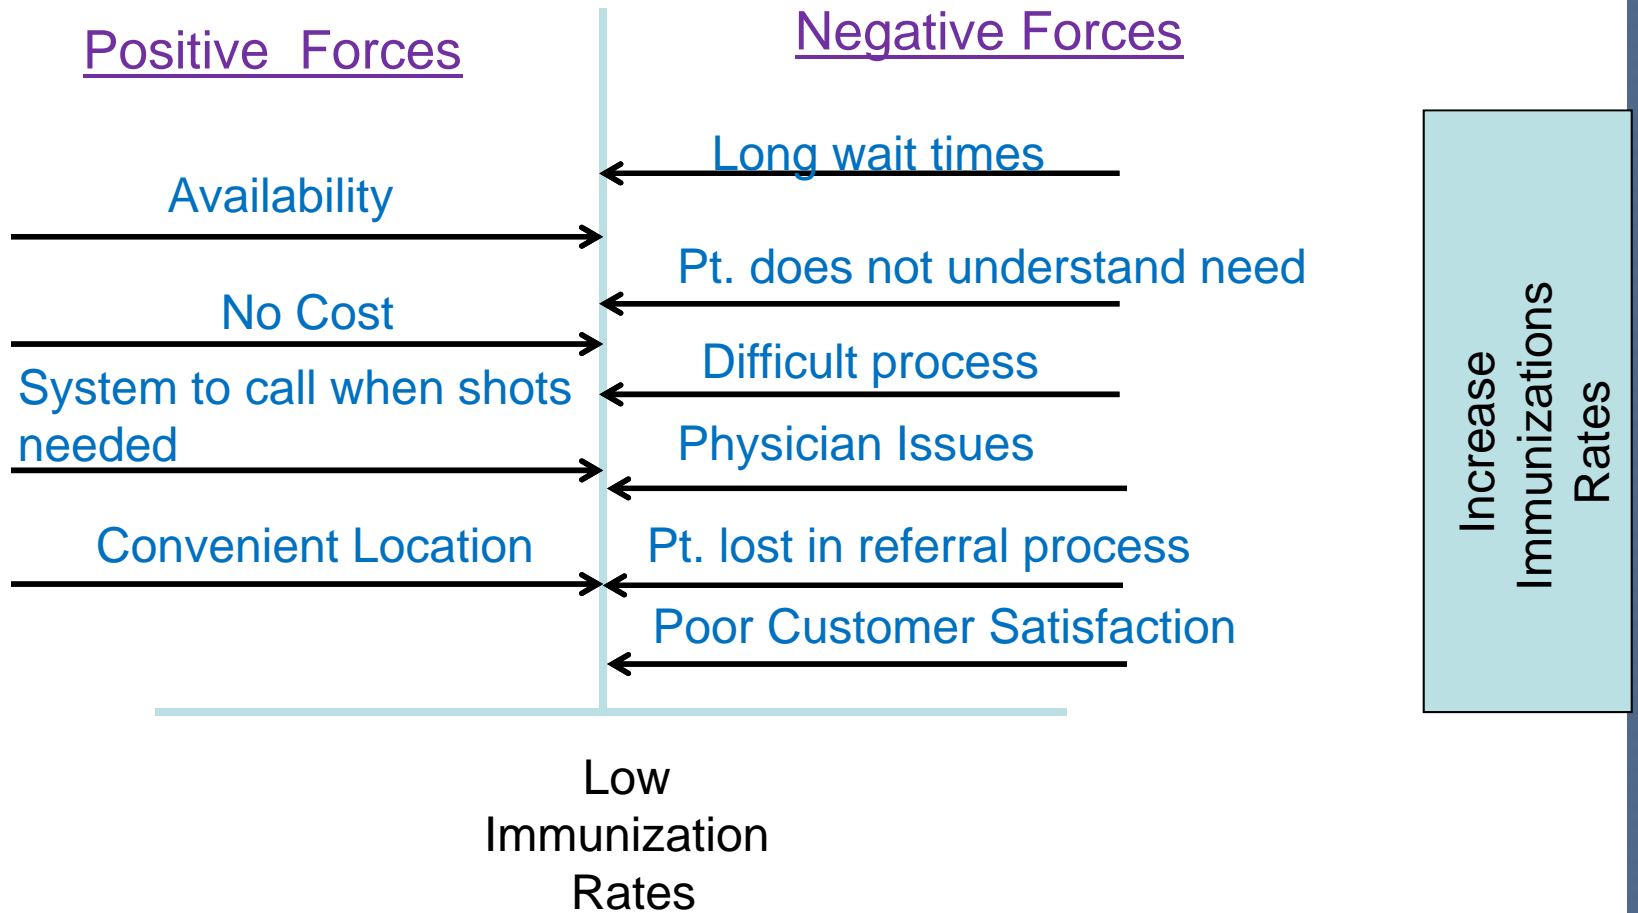 Positive Forces
Negative Forces
Long wait times
Availability
Pt. does not understand need
No Cost
Difficult process
System to call when shots
needed
Physician Issues
Convenient Location
Pt. lost in referral process
Poor Customer Satisfaction
Low
Immunization
Rates
Increase
Immunizations
Rates